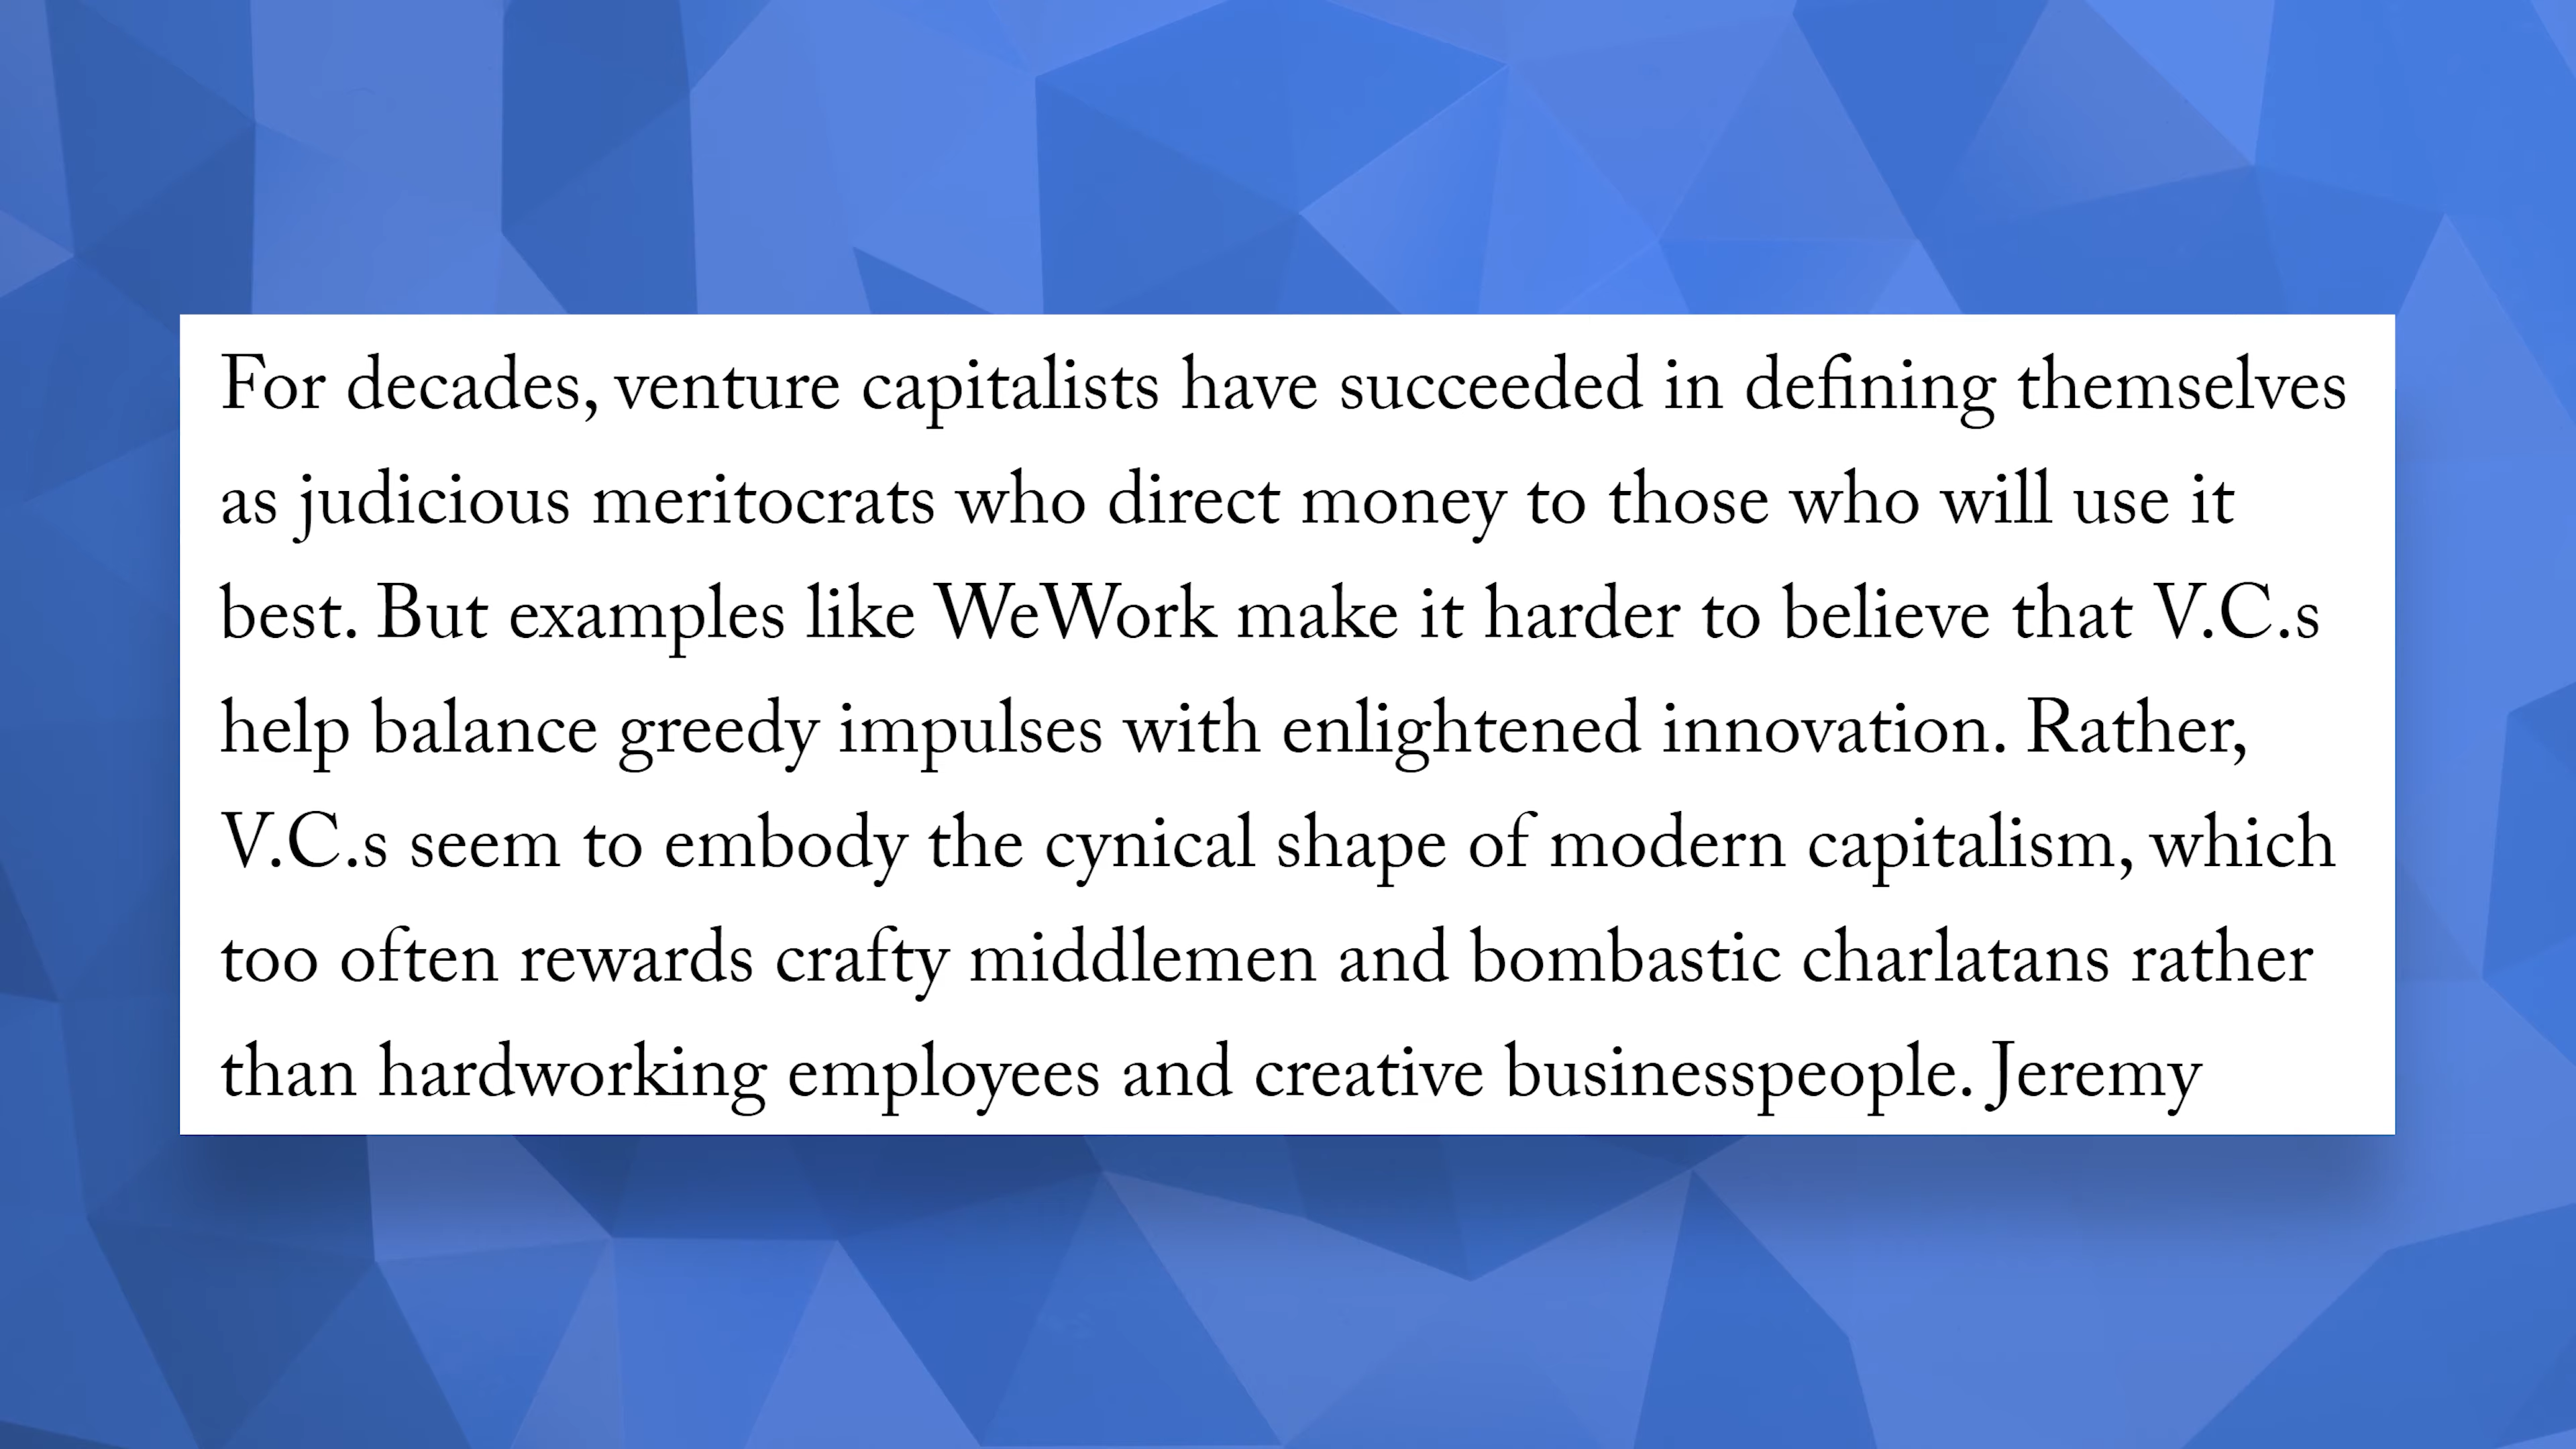 For decades, venture capitalists have succeeded in defining themselves
as judicious meritocrats who direct money to those who will use it
best. But examples like WeWork make it harder to believe that V.C.s
help balance greedy impulses with enlightened innovation. Rather,
V.C.s seem to embody the cynical shape of modern capitalism, which
too often rewards crafty middlemen and bombastic charlatans rather
than hardworking employees and creative businesspeople. Jeremy